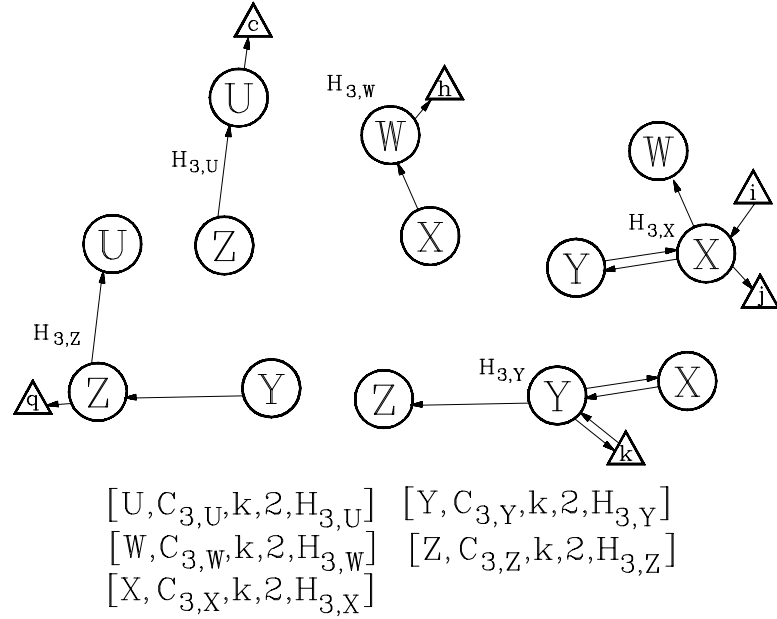 c
U
H3,W
h
W
H3,U
W
i
U
Z
X
H3,X
Y
X
j
H3,Z
H3,Y
X
q
Z
Y
Z
Y
k
[U,C3,U,k,2,H3,U] [Y,C3,Y,k,2,H3,Y]
[W,C3,W,k,2,H3,W] [Z,C3,Z,k,2,H3,Z]
[X,C3,X,k,2,H3,X]